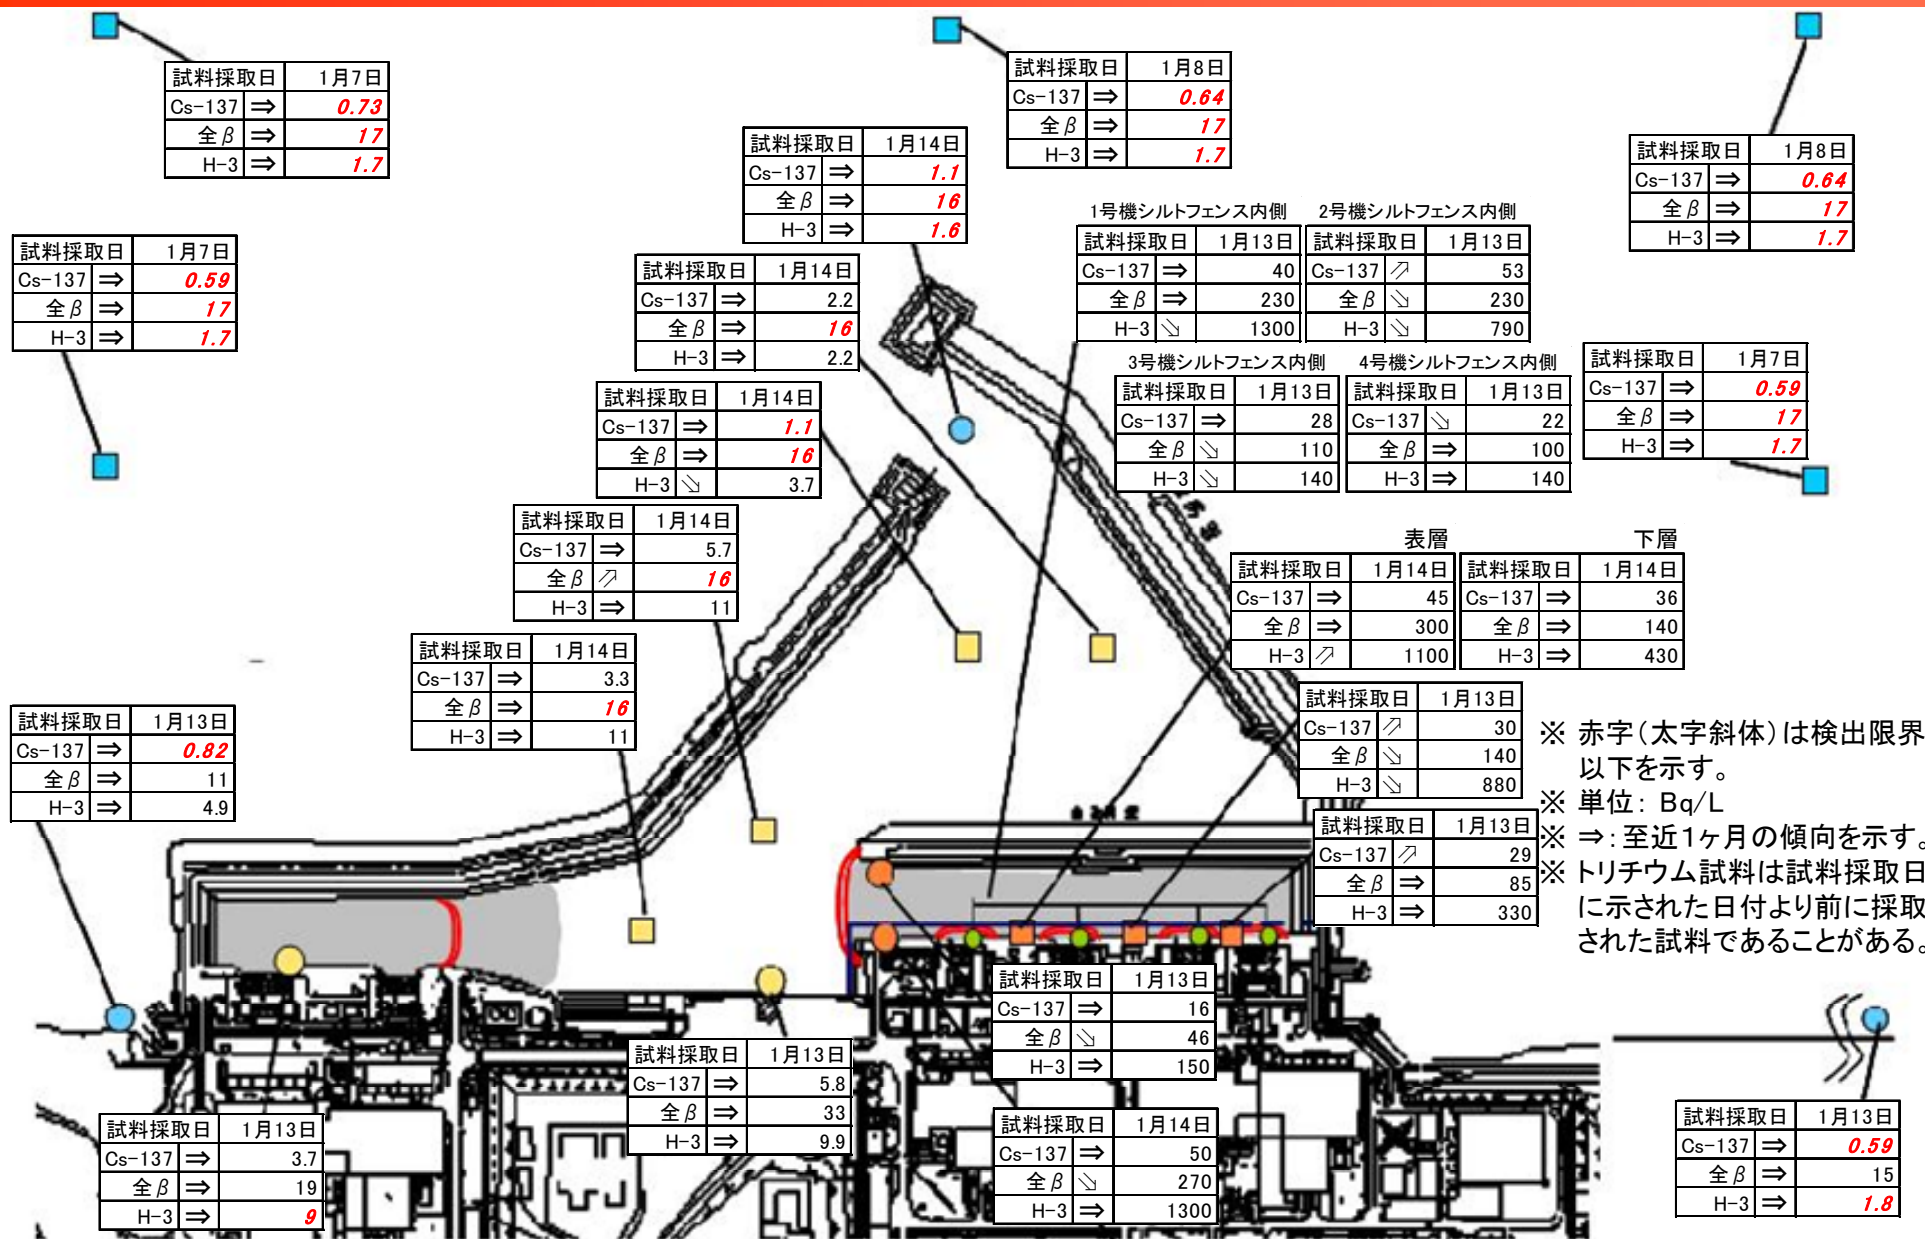 試料採取日 1月7日
Cs-137 ⇒ 0.73
全β ⇒ 17
H-3 ⇒ 1.7
試料採取日 1月8日
Cs-137 ⇒ 0.64
全β ⇒ 17
H-3 ⇒ 1.7
試料採取日 1月8日
Cs-137 ⇒ 0.64
全β ⇒ 17
H-3 ⇒ 1.7
試料採取日 1月14日
Cs-137 ⇒ 1.1
全β ⇒ 16
H-3 ⇒ 1.6
試料採取日 1月7日
Cs-137 ⇒ 0.59
全β ⇒ 17
H-3 ⇒ 1.7
試料採取日 1月14日
Cs-137 ⇒ 2.2
全β ⇒ 16
H-3 ⇒ 2.2
1号機シルトフェンス内側
試料採取日 1月13日
Cs-137 ⇒ 40
全β ⇒ 230
H-3 ⇘ 1300
2号機シルトフェンス内側
試料採取日 1月13日
Cs-137 ⇗ 53
全β ⇘ 230
H-3 ⇘ 790
3号機シルトフェンス内側
試料採取日 1月13日
Cs-137 ⇒ 28
全β ⇘ 110
H-3 ⇘ 140
4号機シルトフェンス内側
試料採取日 1月13日
Cs-137 ⇘ 22
全β ⇒ 100
H-3 ⇒ 140
試料採取日 1月7日
Cs-137 ⇒ 0.59
全β ⇒ 17
H-3 ⇒ 1.7
試料採取日 1月14日
Cs-137 ⇒ 1.1
全β ⇒ 16
H-3 ⇘ 3.7
試料採取日 1月14日
Cs-137 ⇒ 5.7
全β ⇗ 16
H-3 ⇒ 11
表層
試料採取日 1月14日
Cs-137 ⇒ 45
全β ⇒ 300
H-3 ⇗ 1100
下層
試料採取日 1月14日
Cs-137 ⇒ 36
全β ⇒ 140
H-3 ⇒ 430
試料採取日 1月14日
Cs-137 ⇒ 3.3
全β ⇒ 16
H-3 ⇒ 11
試料採取日 1月13日
Cs-137 ⇗ 30
全β ⇘ 140
H-3 ⇘ 880
試料採取日 1月13日
Cs-137 ⇒ 0.82
全β ⇒ 11
H-3 ⇒ 4.9
試料採取日 1月13日
Cs-137 ⇗ 29
全β ⇒ 85
H-3 ⇒ 330
※ 赤字(太字斜体)は検出限界
以下を示す。
※ 単位: Bq/L
※ ⇒:至近1ヶ月の傾向を示す。
※ トリチウム試料は試料採取日
に示された日付より前に採取
された試料であることがある。
試料採取日 1月13日
Cs-137 ⇒ 16
全β ⇘ 46
H-3 ⇒ 150
試料採取日 1月13日
Cs-137 ⇒ 5.8
全β ⇒ 33
H-3 ⇒ 9.9
試料採取日 1月13日
Cs-137 ⇒ 3.7
全β ⇒ 19
H-3 ⇒ 9
試料採取日 1月14日
Cs-137 ⇒ 50
全β ⇘ 270
H-3 ⇒ 1300
試料採取日 1月13日
Cs-137 ⇒ 0.59
全β ⇒ 15
H-3 ⇒ 1.8